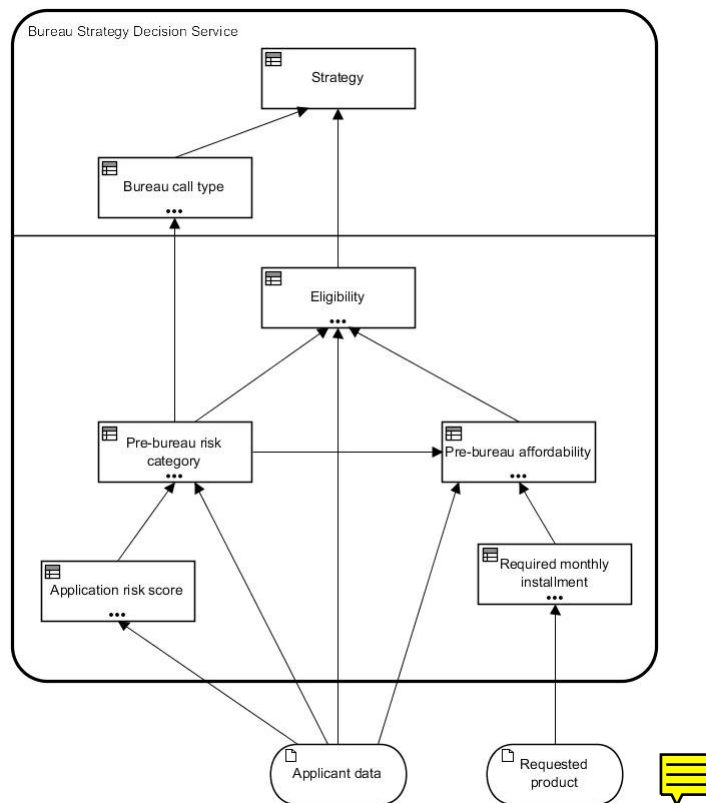 Bureau Strategy Decision Service
Strategy
Bureau call type
Eligibility
Pre-bureau risk
category
Pre-bureau affordability
Application risk score
Required monthly
installment
Applicant data
Requested
product